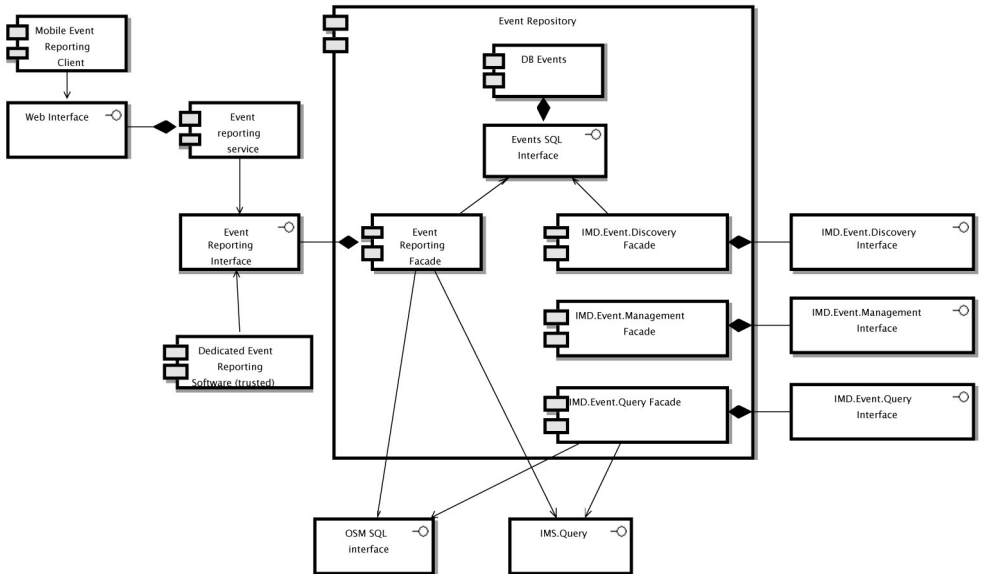 Event Repository
Mobile Event
Reporting
Client
DB Events
Web Interface
Event
reporting
service
Events SQL
Interface
Event
Reporting
Interface
Event
Reporting
Facade
IMD.Event.Discovery
Facade
IMD.Event.Discovery
Interface
IMD.Event.Management
Facade
IMD.Event.Management
Interface
Dedicated Event
Reporting
Software (trusted)
IMD.Event.Query Facade
IMD.Event.Query
Interface
OSM SQL
interface
IMS.Query